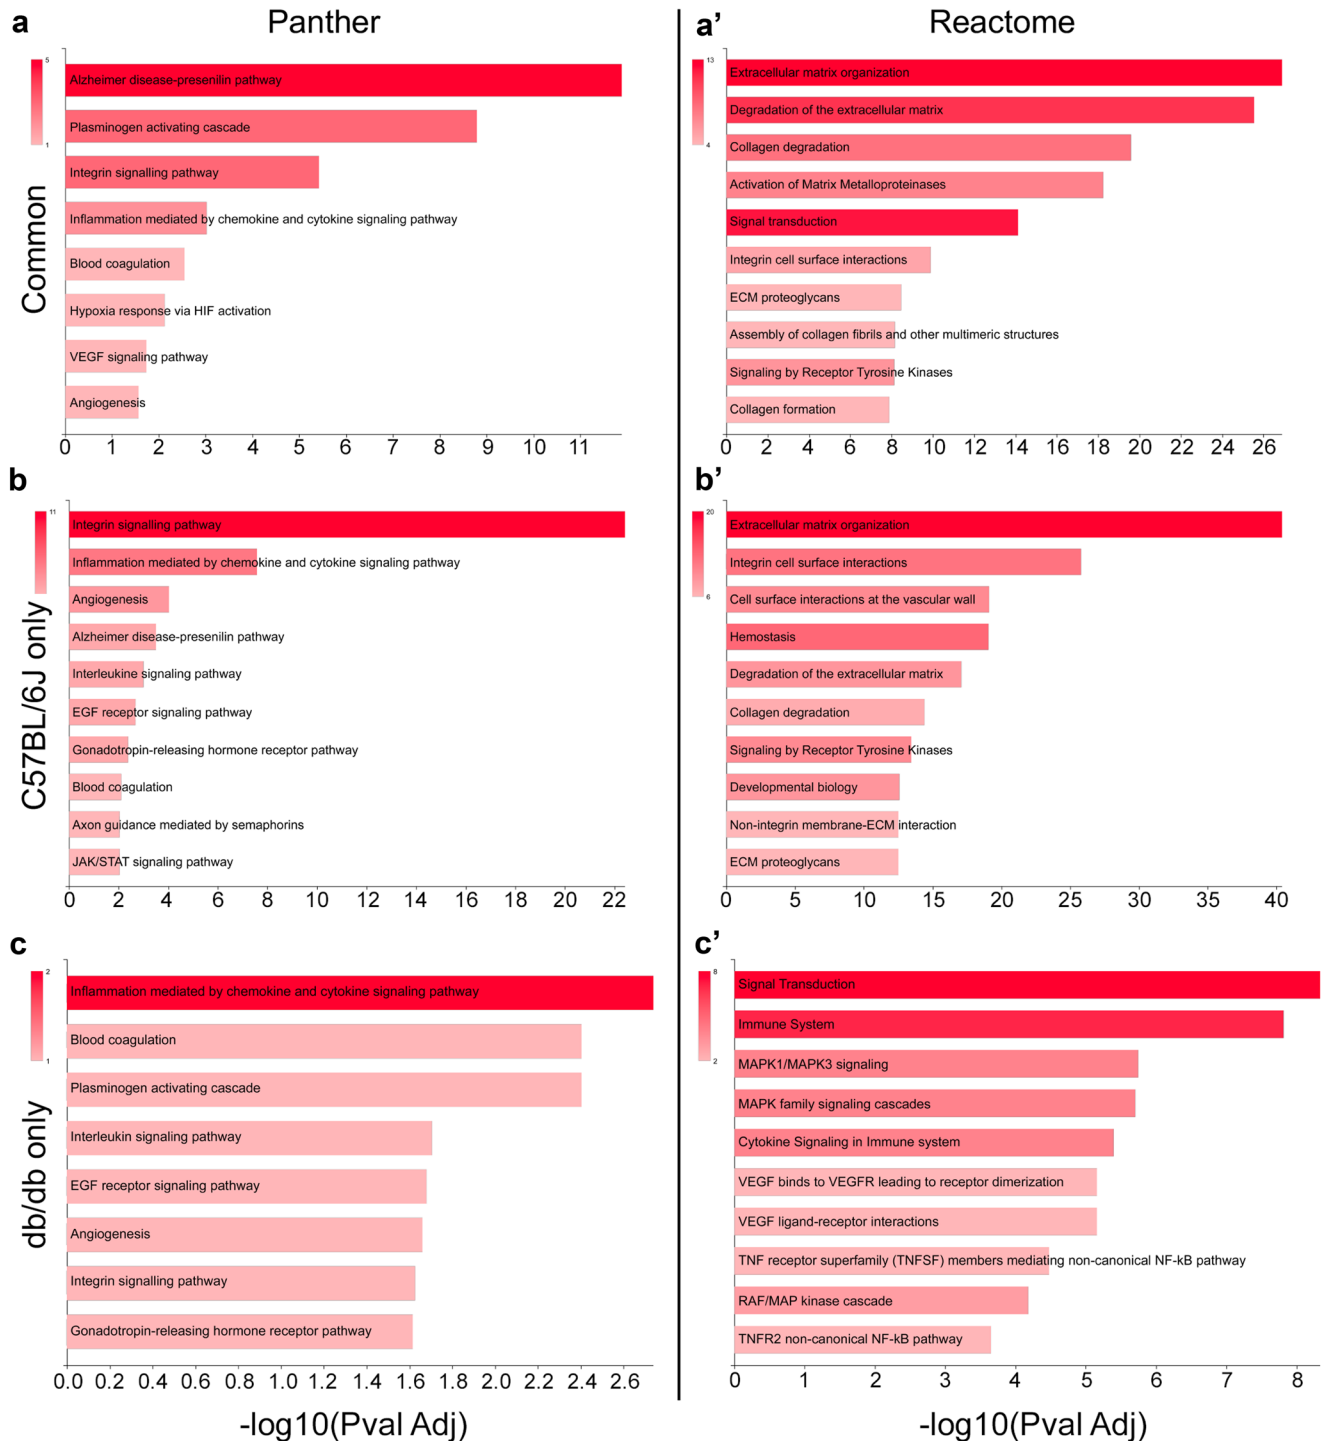 Panther
Reactome
a
5
1
Common
Alzheimer disease-presenilin pathway
Plasminogen activating cascade
Integrin signalling pathway
Inflammation mediated by chemokine and cytokine signaling pathway
Blood coagulation
Hypoxia response via HIF activation
VEGF signaling pathway
Angiogenesis
0 1 2 3 4 5 6 7 8 9 10 11
a’
13
4
Extracellular matrix organization
Degradation of the extracellular matrix
Collagen degradation
Activation of Matrix Metalloproteinases
Signal transduction
Integrin cell surface interactions
ECM proteoglycans
Assembly of collagen fibrils and other multimeric structures
Signaling by Receptor Tyrosine Kinases
Collagen formation
0 2 4 6 8 10 12 14 16 18 20 22 24 26
b
11
1
C57BL/6J only
Integrin signalling pathway
Inflammation mediated by chemokine and cytokine signaling pathway
Angiogenesis
Alzheimer disease-presenilin pathway
Interleukine signaling pathway
EGF receptor signaling pathway
Gonadotropin-releasing hormone receptor pathway
Blood coagulation
Axon guidance mediated by semaphorins
JAK/STAT signaling pathway
0 2 4 6 8 10 12 14 16 18 20 22
b’
20
6
Extracellular matrix organization
Integrin cell surface interactions
Cell surface interactions at the vascular wall
Hemostasis
Degradation of the extracellular matrix
Collagen degradation
Signaling by Receptor Tyrosine Kinases
Developmental biology
Non-integrin membrane-ECM interaction
ECM proteoglycans
0 5 10 15 20 25 30 35 40
c
2
1
db/db only
Inflammation mediated by chemokine and cytokine signaling pathway
Blood coagulation
Plasminogen activating cascade
Interleukin signaling pathway
EGF receptor signaling pathway
Angiogenesis
Integrin signalling pathway
Gonadotropin-releasing hormone receptor pathway
0.0 0.2 0.4 0.6 0.8 1.0 1.2 1.4 1.6 1.8 2.0 2.2 2.4 2.6
-log10(Pval Adj)
c’
8
2
Signal Transduction
Immune System
MAPK1/MAPK3 signaling
MAPK family signaling cascades
Cytokine Signaling in Immune system
VEGF binds to VEGFR leading to receptor dimerization
VEGF ligand-receptor interactions
TNF receptor superfamily (TNFSF) members mediating non-canonical NF-kB pathway
RAF/MAP kinase cascade
TNFR2 non-canonical NF-kB pathway
0 1 2 3 4 5 6 7 8
-log10(Pval Adj)